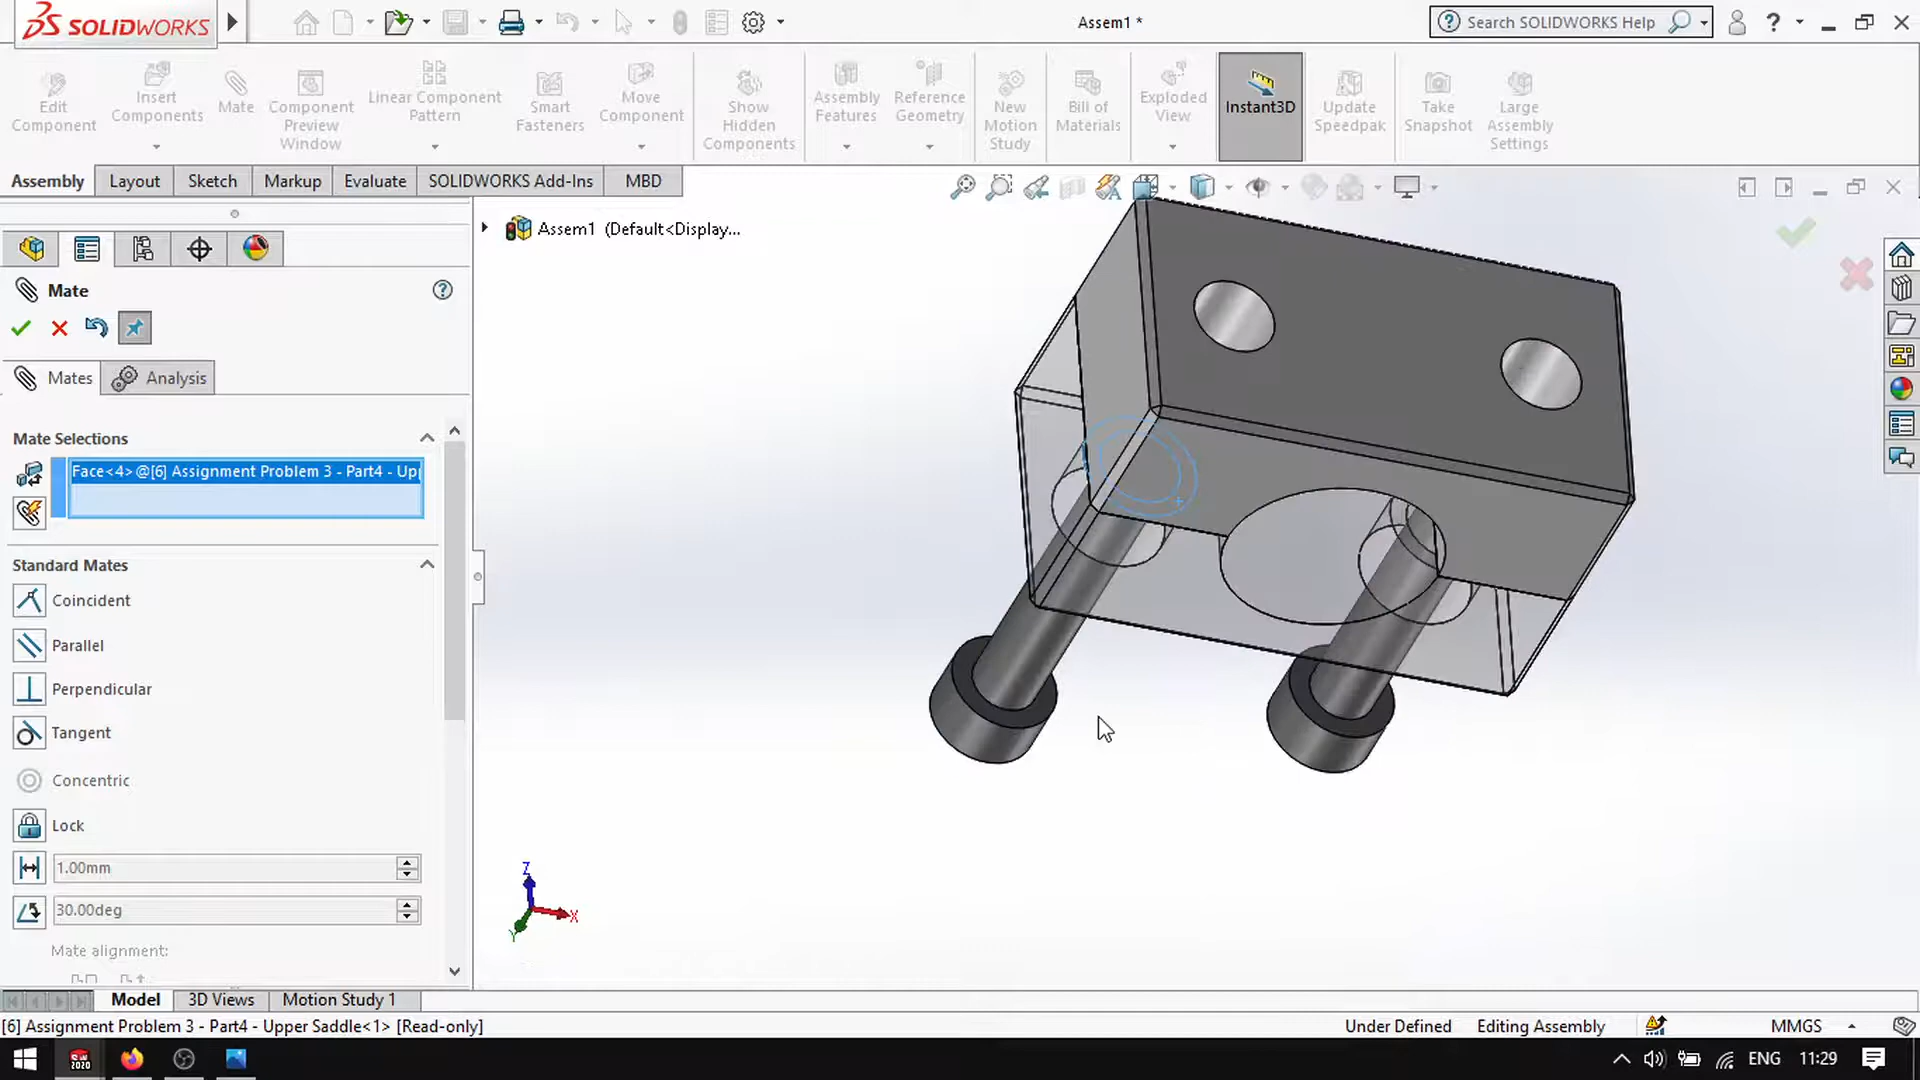 SOLIDWORKS
Assem1 *
Search SOLIDWORKS Help
?
Edit
Component
Insert
Components
Mate
Component
Preview
Window
Linear Component
Pattern
Smart
Fasteners
Move
Component
Show
Hidden
Components
Assembly
Features
Reference
Geometry
New
Motion
Study
Bill of
Materials
Exploded
View
Instant3D
Update
Speedpak
Take
Snapshot
Large
Assembly
Settings
Assembly
Layout
Sketch
Markup
Evaluate
SOLIDWORKS Add-Ins
MBD
Assem1 (Default<Display...
Mate
Mates
Analysis
Mate Selections
Face<4>@[6] Assignment Problem 3 - Part4 - Up
Standard Mates
Coincident
Parallel
Perpendicular
Tangent
Concentric
Lock
1.00mm
30.00deg
Mate alignment:
Z
X
Y
Model
3D Views
Motion Study 1
[6] Assignment Problem 3 - Part4 - Upper Saddle<1> [Read-only]
Under Defined
Editing Assembly
MMGS
SW
2020
ENG
11:29